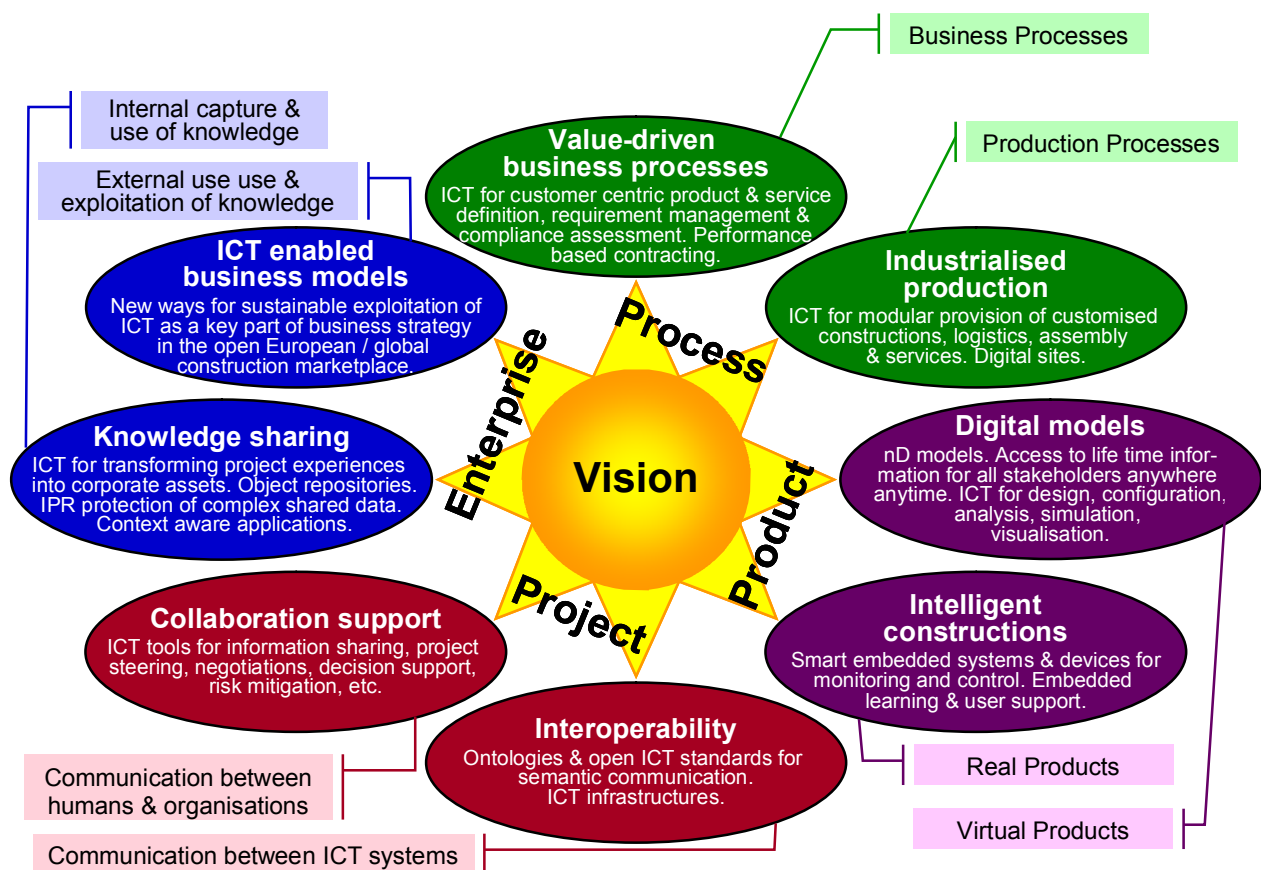 Business Processes
Internal capture &
use of knowledge
Production Processes
External use use &
exploitation of knowledge
Value-driven
business processes
ICT for customer centric product & service
definition, requirement management &
compliance assessment. Performance
based contracting.
ICT enabled
business models
New ways for sustainable exploitation of
ICT as a key part of business strategy
in the open European / global
construction marketplace.
Industrialised
production
ICT for modular provision of customised
constructions, logistics, assembly
& services. Digital sites.
Process
Enterprise
Vision
Product
Project
Knowledge sharing
ICT for transforming project experiences
into corporate assets. Object repositories.
IPR protection of complex shared data.
Context aware applications.
Digital models
nD models. Access to life time infor-
mation for all stakeholders anywhere
anytime. ICT for design, configuration,
analysis, simulation,
visualisation.
Collaboration support
ICT tools for information sharing, project
steering, negotiations, decision support,
risk mitigation, etc.
Intelligent
constructions
Smart embedded systems & devices for
monitoring and control. Embedded
learning & user support.
Interoperability
Ontologies & open ICT standards for
semantic communication.
ICT infrastructures.
Communication between
humans & organisations
Real Products
Virtual Products
Communication between ICT systems